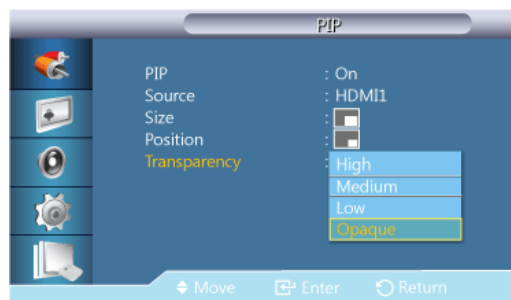 PIP
PIP : On
Source : HDMI1
Size :
Position :
Transparency : High
Medium
Low
Opaque
Move Enter Return